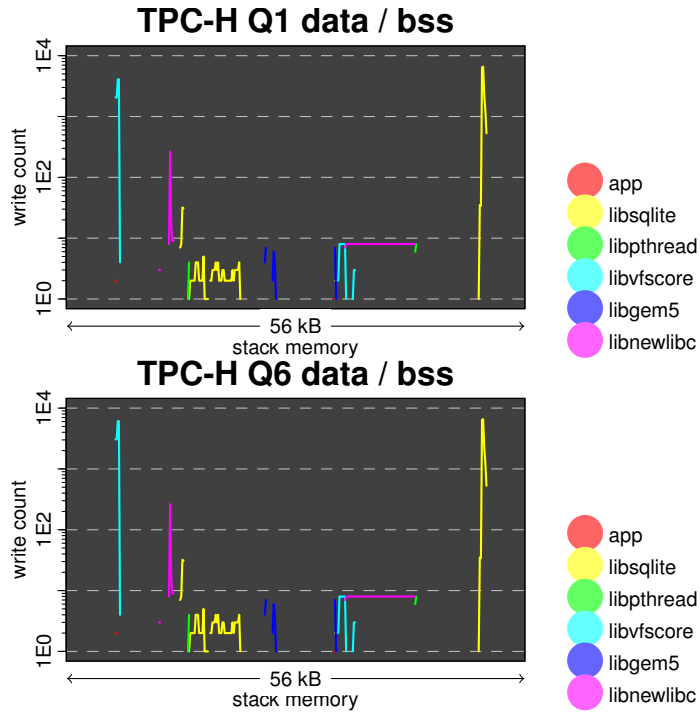 TPC-H Q1 data / bss
1E4
1E2
1E0
write count
56 kB
stack memory
app
libsqlite
libpthread
libvfscore
libgem5
libnewlibc
TPC-H Q6 data / bss
1E4
1E2
1E0
write count
56 kB
stack memory
app
libsqlite
libpthread
libvfscore
libgem5
libnewlibc